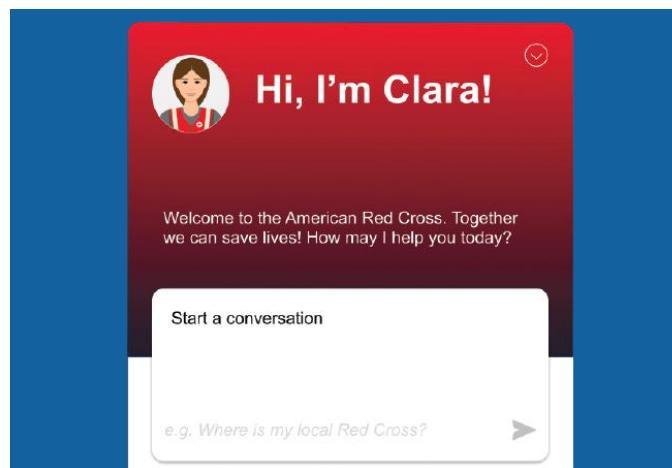 Hi, I'm Clara!
Welcome to the American Red Cross. Together
we can save lives! How may I help you today?
Start a conversation
e.g. Where is my local Red Cross?